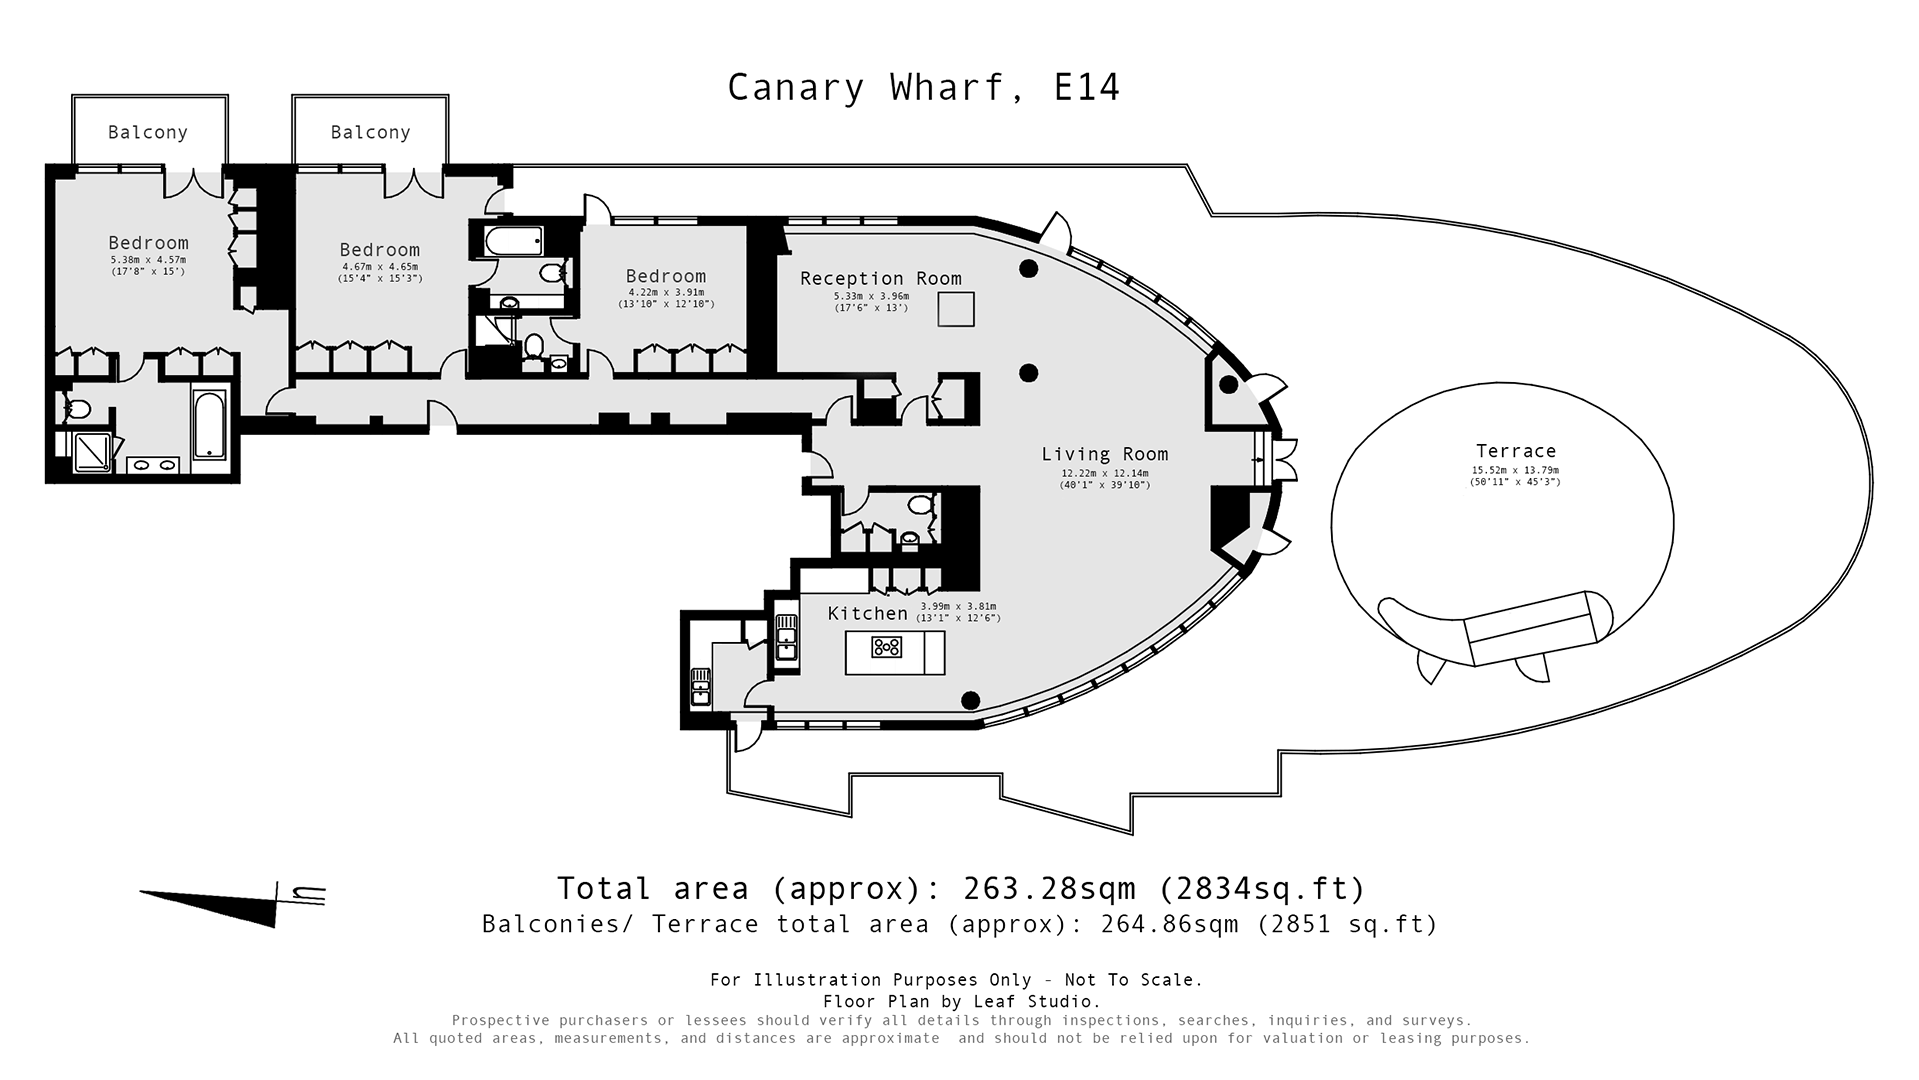 Canary Wharf, E14
Balcony
Balcony
Bedroom
5.38m x 4.57m
(17'8" x 15')
Bedroom
4.67m x 4.65m
(15'4" x 15'3")
Bedroom
4.22m x 3.91m
(13'10" x 12'10")
Reception Room
5.33m x 3.96m
(17'6" x 13')
Living Room
12.22m x 12.14m
(40'1" x 39'10")
Terrace
15.52m x 13.79m
(50'11" x 45'3")
Kitchen
3.99m x 3.81m
(13'1" x 12'6")
n
Total area (approx): 263.28sqm (2834sq.ft)
Balconies/ Terrace total area (approx): 264.86sqm (2851 sq.ft)
For Illustration Purposes Only - Not To Scale.
Floor Plan by Leaf Studio.
Prospective purchasers or lessees should verify all details through inspections, searches, inquiries, and surveys.
All quoted areas, measurements, and distances are approximate and should not be relied upon for valuation or leasing purposes.